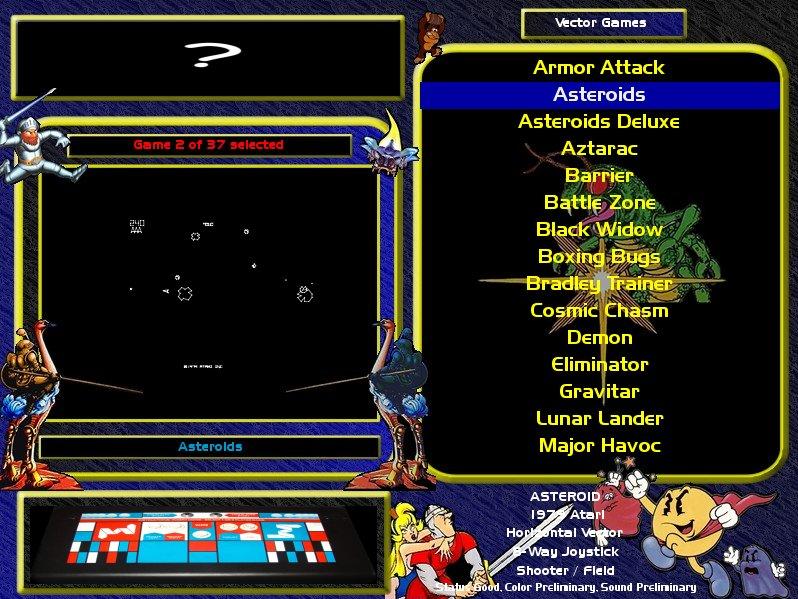 ?
Vector Games
Game 2 of 37 selected
Asteroids
Armor Attack
Asteroids
Asteroids Deluxe
Aztarac
Barrier
Battle Zone
Black Widow
Boxing Bugs
Bradley Trainer
Cosmic Chasm
Demon
Eliminator
Gravitar
Lunar Lander
Major Havoc
ASTEROID
Atari
Horizontal Vector
-Way Joystick
Shooter / Field
Status Good, Color Preliminary, Sound Preliminary